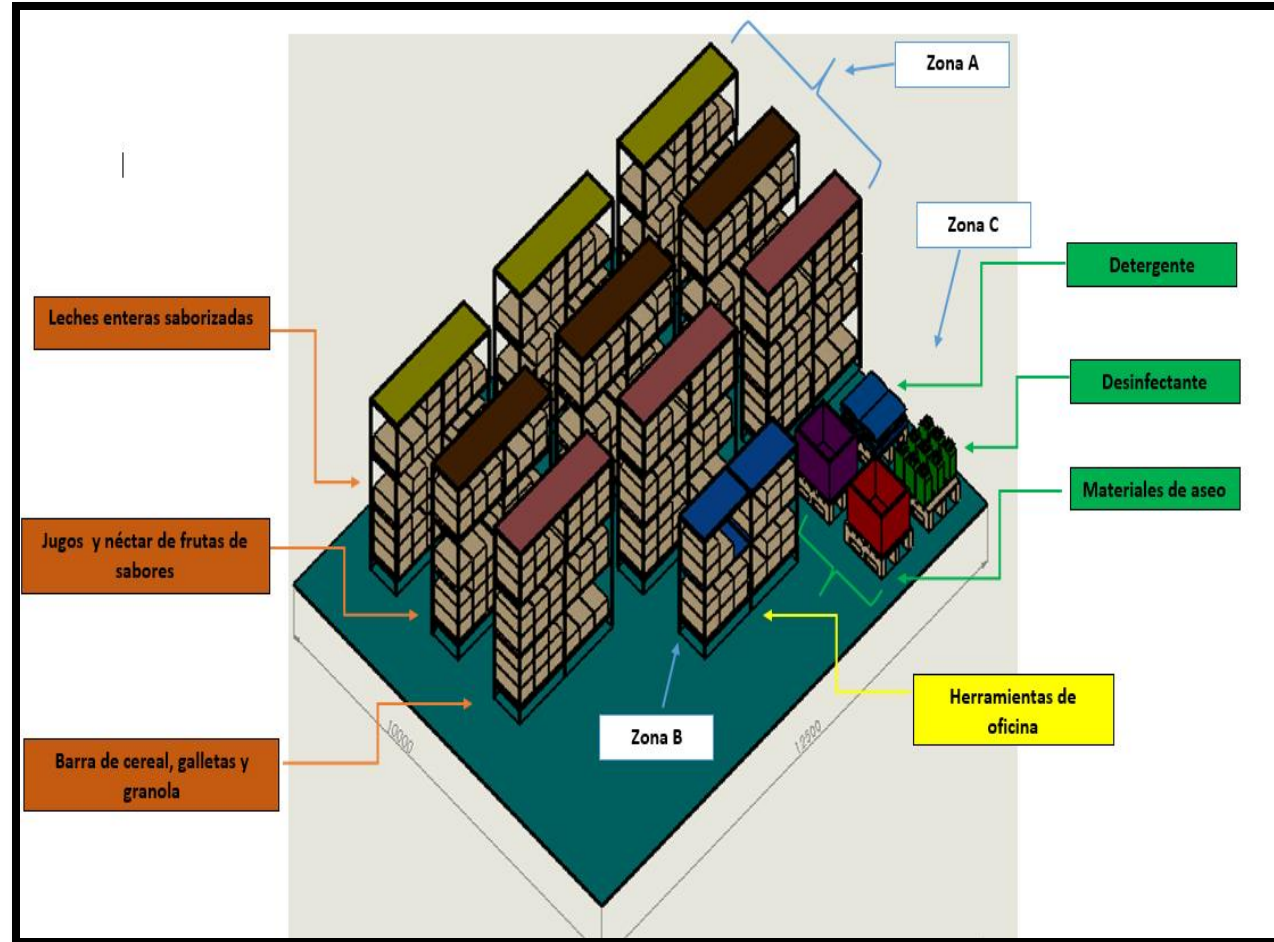 Zona A
Zona C
Detergente
Leches enteras saborizadas
Desinfectante
Materiales de aseo
Jugos y néctar de frutas de
sabores
Herramientas de
oficina
Zona B
10000
12500
Barra de cereal, galletas y
granola